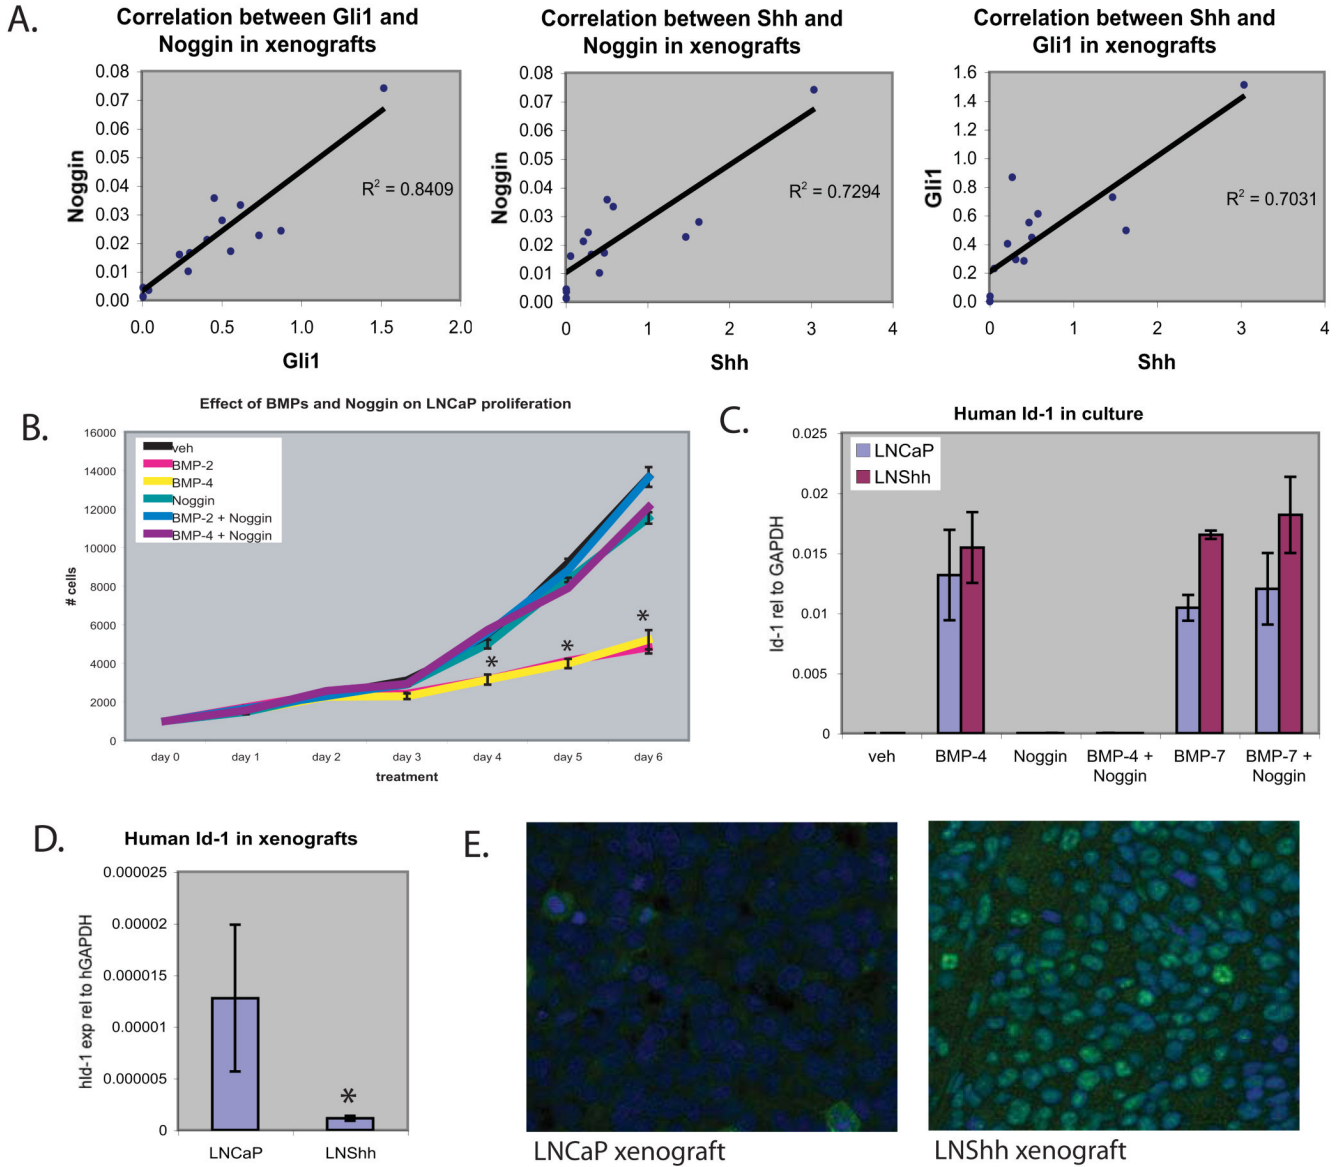 A.
Correlation between Gli1 and
Noggin in xenografts
Noggin
0.08
0.07
0.06
0.05
0.04
0.03
0.02
0.01
0.00
R² = 0.8409
0.0 0.5 1.0 1.5 2.0
Gli1
Correlation between Shh and
Noggin in xenografts
Noggin
0.08
0.07
0.06
0.05
0.04
0.03
0.02
0.01
0.00
R² = 0.7294
0 1 2 3 4
Shh
Correlation between Shh and
Gli1 in xenografts
Gli1
1.6
1.4
1.2
1.0
0.8
0.6
0.4
0.2
0.0
R² = 0.7031
0 1 2 3 4
Shh
B.
Effect of BMPs and Noggin on LNCaP proliferation
# cells
16000
14000
12000
10000
8000
6000
4000
2000
0
veh
BMP-2
BMP-4
Noggin
BMP-2 + Noggin
BMP-4 + Noggin
*
*
*
day 0 day 1 day 2 day 3 day 4 day 5 day 6
treatment
C.
Human Id-1 in culture
Id-1 rel to GAPDH
0.025
0.02
0.015
0.01
0.005
0
LNCaP
LNShh
veh BMP-4 Noggin BMP-4 + BMP-7 BMP-7 +
Noggin Noggin
D.
Human Id-1 in xenografts
hId-1 exp rel to hGAPDH
0.000025
0.00002
0.000015
0.00001
0.000005
0
*
LNCaP LNShh
E.
LNCaP xenograft
LNShh xenograft